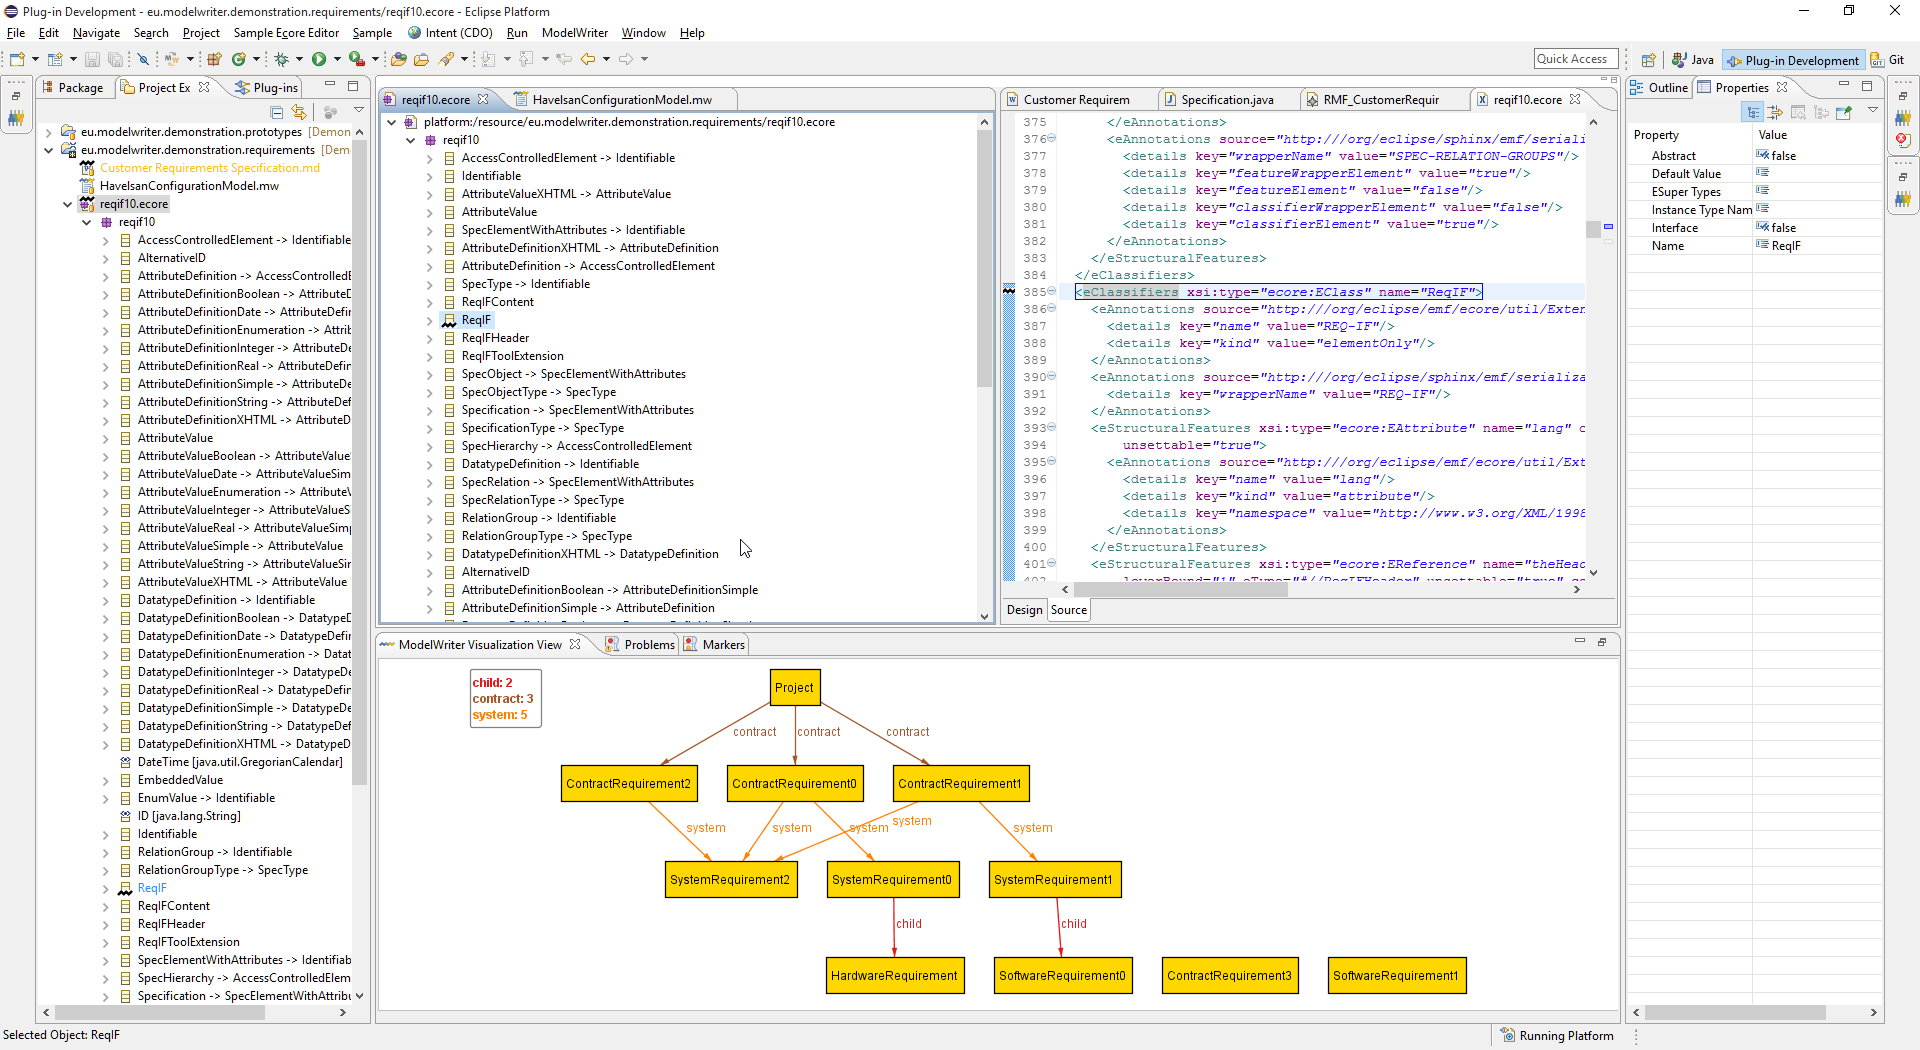 Plug-in Development - eu.modelwriter.demonstration.requirements/reqif10.ecore - Eclipse Platform
File Edit Navigate Search Project Sample Ecore Editor Sample Intent (CDO) Run ModelWriter Window Help
Quick Access Java Plug-in Development Git
Package Project Ex Plug-ins
eu.modelwriter.demonstration.prototypes [Demon
eu.modelwriter.demonstration.requirements [Demo
Customer Requirements Specification.md
HavelsanConfigurationModel.mw
reqif10.ecore
reqif10
AccessControlledElement -> Identifiable
AlternativeID
AttributeDefinition -> AccessControlledE
AttributeDefinitionBoolean -> AttributeD
AttributeDefinitionDate -> AttributeDefi
AttributeDefinitionEnumeration -> Attrib
AttributeDefinitionInteger -> AttributeDe
AttributeDefinitionReal -> AttributeDefin
AttributeDefinitionSimple -> AttributeDe
AttributeDefinitionString -> AttributeDef
AttributeDefinitionXHTML -> AttributeD
AttributeValue
AttributeValueBoolean -> AttributeValue
AttributeValueDate -> AttributeValueSim
AttributeValueEnumeration -> AttributeV
AttributeValueInteger -> AttributeValueS
AttributeValueReal -> AttributeValueSimp
AttributeValueSimple -> AttributeValue
AttributeValueString -> AttributeValueSi
AttributeValueXHTML -> AttributeValue
DatatypeDefinition -> Identifiable
DatatypeDefinitionBoolean -> DatatypeD
DatatypeDefinitionDate -> DatatypeDefi
DatatypeDefinitionEnumeration -> Datat
DatatypeDefinitionInteger -> DatatypeDe
DatatypeDefinitionReal -> DatatypeDefin
DatatypeDefinitionSimple -> DatatypeDe
DatatypeDefinitionString -> DatatypeDef
DatatypeDefinitionXHTML -> DatatypeD
DateTime [java.util.GregorianCalendar]
EmbeddedValue
EnumValue -> Identifiable
ID [java.lang.String]
Identifiable
RelationGroup -> Identifiable
RelationGroupType -> SpecType
ReqIF
ReqIFContent
ReqIFHeader
ReqIFToolExtension
SpecElementWithAttributes -> Identifiab
SpecHierarchy -> AccessControlledElem
Specification -> SpecElementWithAttribu
reqif10.ecore HavelsanConfigurationModel.mw
platform:/resource/eu.modelwriter.demonstration.requirements/reqif10.ecore
reqif10
AccessControlledElement -> Identifiable
Identifiable
AttributeValueXHTML -> AttributeValue
AttributeValue
SpecElementWithAttributes -> Identifiable
AttributeDefinitionXHTML -> AttributeDefinition
AttributeDefinition -> AccessControlledElement
SpecType -> Identifiable
ReqIFContent
ReqIF
ReqIFHeader
ReqIFToolExtension
SpecObject -> SpecElementWithAttributes
SpecObjectType -> SpecType
Specification -> SpecElementWithAttributes
SpecificationType -> SpecType
SpecHierarchy -> AccessControlledElement
DatatypeDefinition -> Identifiable
SpecRelation -> SpecElementWithAttributes
SpecRelationType -> SpecType
RelationGroup -> Identifiable
RelationGroupType -> SpecType
DatatypeDefinitionXHTML -> DatatypeDefinition
AlternativeID
AttributeDefinitionBoolean -> AttributeDefinitionSimple
AttributeDefinitionSimple -> AttributeDefinition
Customer Requirem Specification.java RMF_CustomerRequir reqif10.ecore
375 </eAnnotations>
376 <eAnnotations source="http:///org/eclipse/sphinx/emf/seriali
377 <details key="wrapperName" value="SPEC-RELATION-GROUPS"/>
378 <details key="featureWrapperElement" value="true"/>
379 <details key="featureElement" value="false"/>
380 <details key="classifierWrapperElement" value="false"/>
381 <details key="classifierElement" value="true"/>
382 </eAnnotations>
383 </eStructuralFeatures>
384 </eClassifiers>
385 <eClassifiers xsi:type="ecore:EClass" name="ReqIF">
386 <eAnnotations source="http:///org/eclipse/emf/ecore/util/Exten
387 <details key="name" value="REQ-IF"/>
388 <details key="kind" value="elementOnly"/>
389 </eAnnotations>
390 <eAnnotations source="http:///org/eclipse/sphinx/emf/serializa
391 <details key="wrapperName" value="REQ-IF"/>
392 </eAnnotations>
393 <eStructuralFeatures xsi:type="ecore:EAttribute" name="lang"
394 unsettable="true">
395 <eAnnotations source="http:///org/eclipse/emf/ecore/util/Ext
396 <details key="name" value="lang"/>
397 <details key="kind" value="attribute"/>
398 <details key="namespace" value="http://www.w3.org/XML/1998
399 </eAnnotations>
400 </eStructuralFeatures>
401 <eStructuralFeatures xsi:type="ecore:EReference" name="theHead
Design Source
Outline Properties
Property Value
Abstract false
Default Value
ESuper Types
Instance Type Nam
Interface false
Name ReqIF
ModelWriter Visualization View Problems Markers
child: 2
contract: 3
system: 5
Project
contract contract contract
ContractRequirement2 ContractRequirement0 ContractRequirement1
system system system system system
SystemRequirement2 SystemRequirement0 SystemRequirement1
child child
HardwareRequirement SoftwareRequirement0 ContractRequirement3 SoftwareRequirement1
Selected Object: ReqIF
Running Platform